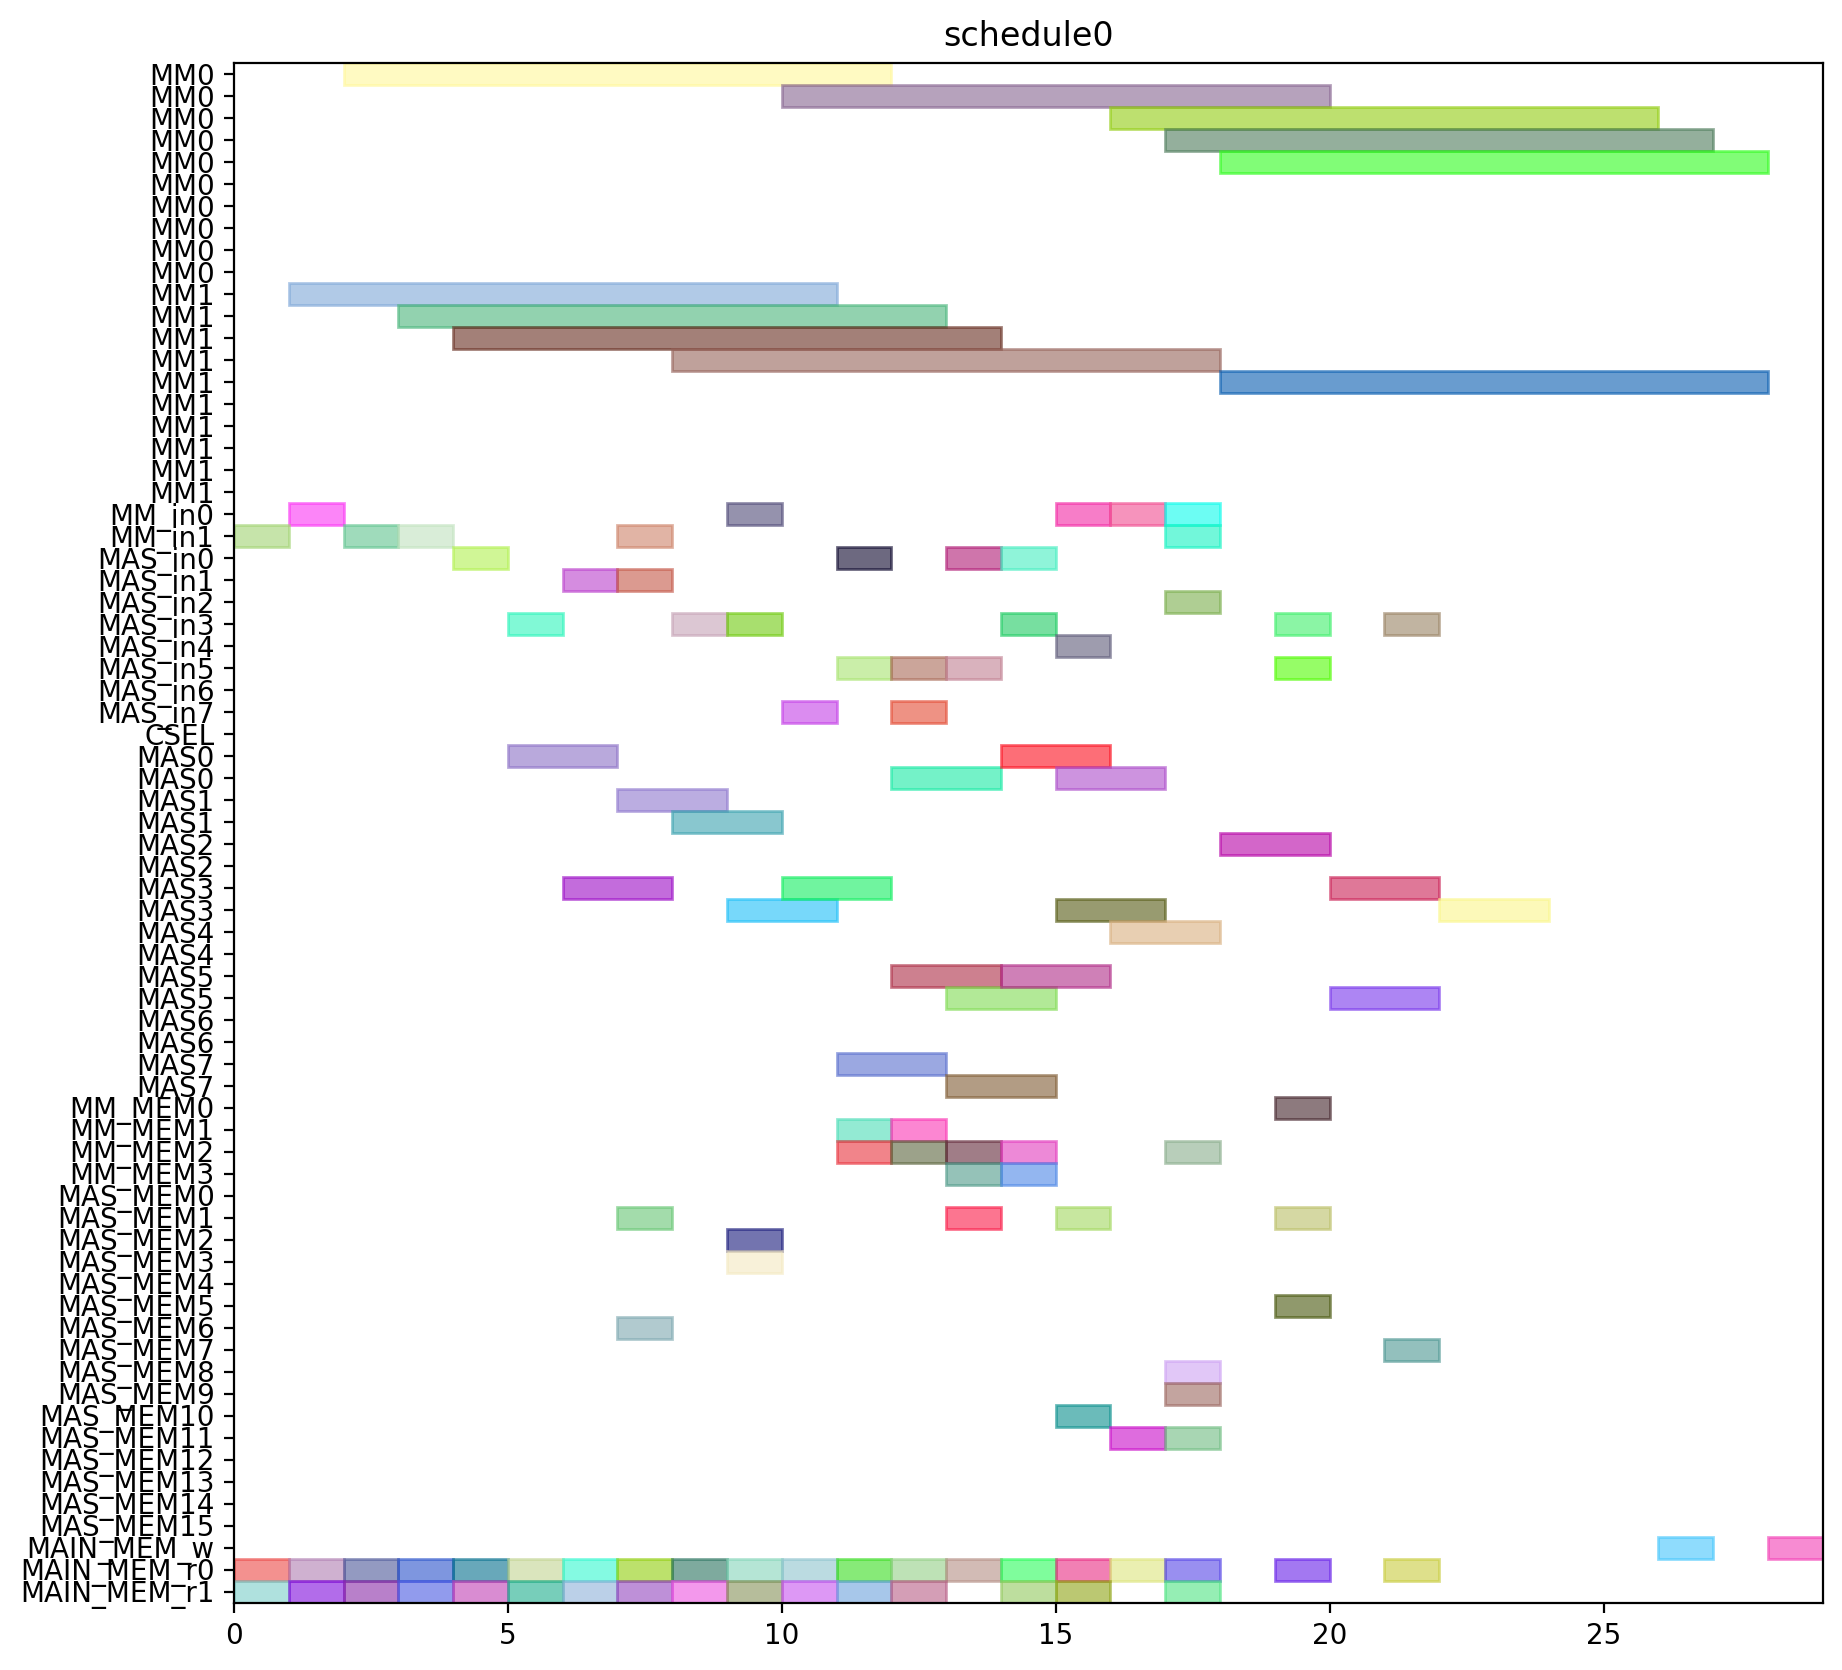 schedule0
MM0
MM0
MM0
MM0
MM0
MM0
MM0
MM0
MM0
MM0
MM1
MM1
MM1
MM1
MM1
MM1
MM1
MM1
MM1
MM1
MM_in0
MM_in1
MAS_in0
MAS_in1
MAS_in2
MAS_in3
MAS_in4
MAS_in5
MAS_in6
MAS_in7
CSEL
MAS0
MAS0
MAS1
MAS1
MAS2
MAS2
MAS3
MAS3
MAS4
MAS4
MAS5
MAS5
MAS6
MAS6
MAS7
MAS7
MM_MEM0
MM_MEM1
MM_MEM2
MM_MEM3
MAS_MEM0
MAS_MEM1
MAS_MEM2
MAS_MEM3
MAS_MEM4
MAS_MEM5
MAS_MEM6
MAS_MEM7
MAS_MEM8
MAS_MEM9
MAS_MEM10
MAS_MEM11
MAS_MEM12
MAS_MEM13
MAS_MEM14
MAS_MEM15
MAIN_MEM_w
MAIN_MEM_r0
MAIN_MEM_r1
0 5 10 15 20 25